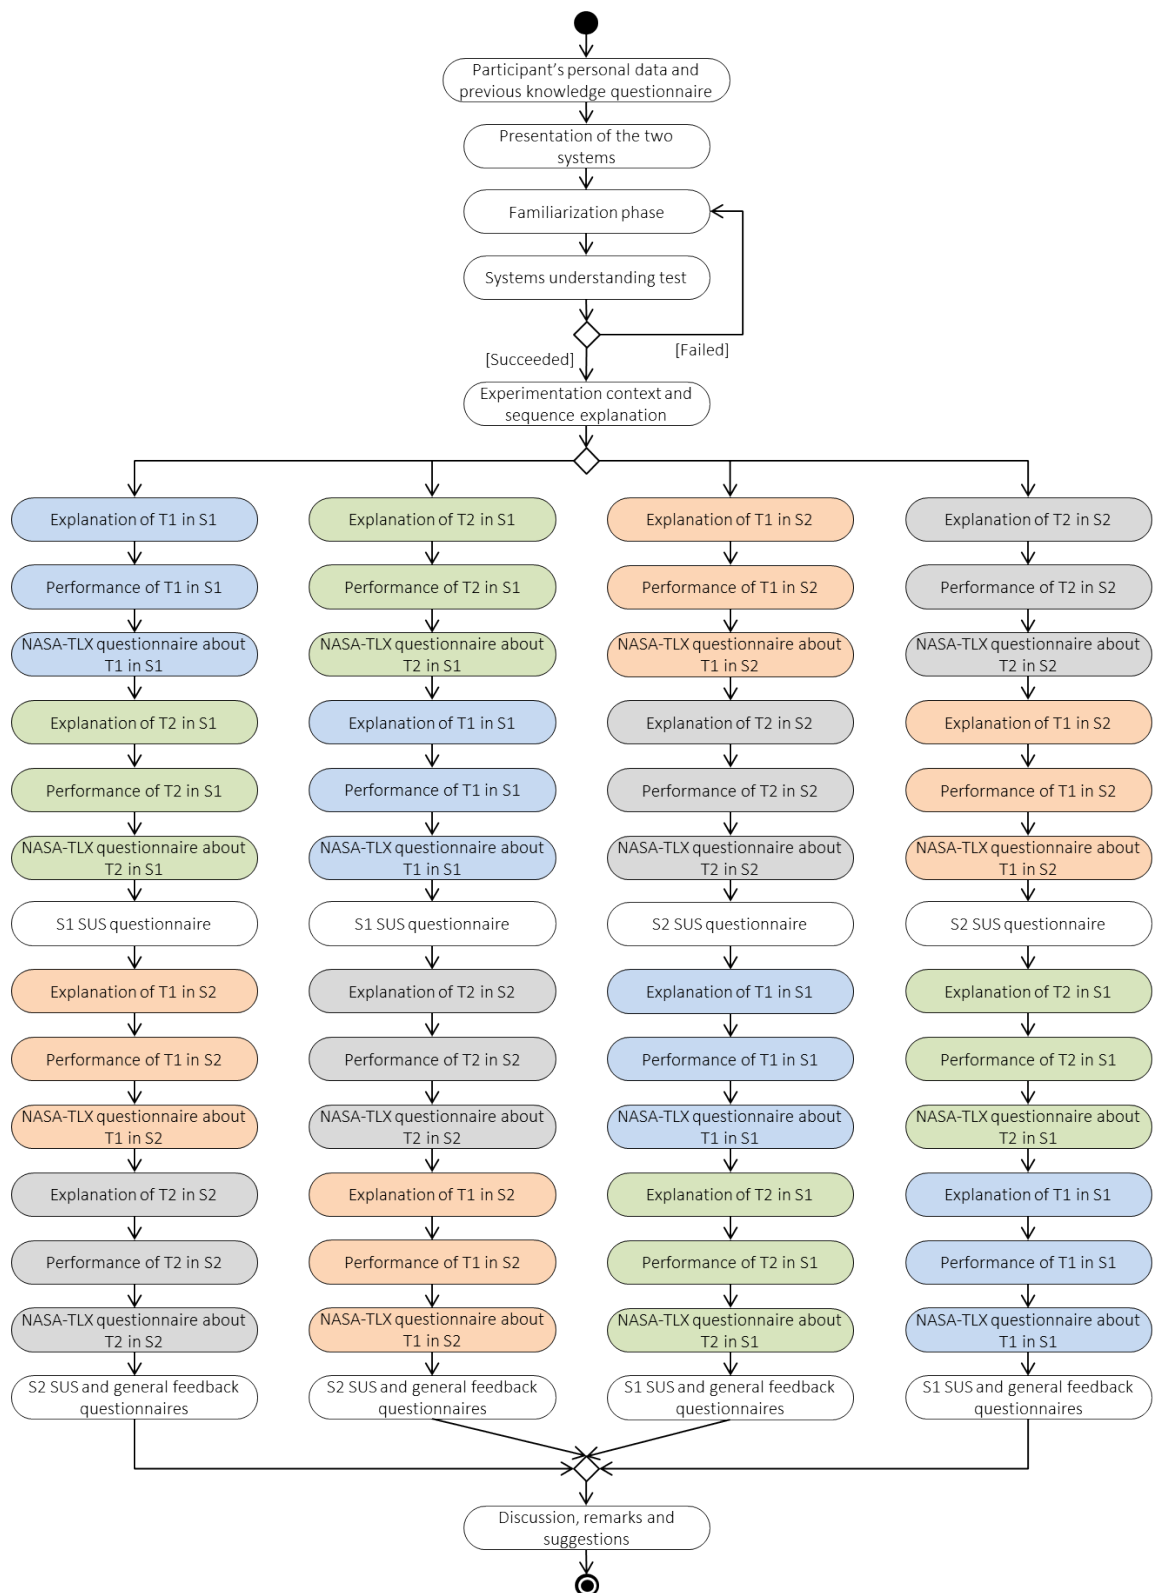 Participant's personal data and
previous knowledge questionnaire
Presentation of the two
systems
Familiarization phase
Systems understanding test
[Failed]
[Succeeded]
Experimentation context and
sequence explanation
Explanation of T1 in S1
Performance of T1 in S1
NASA-TLX questionnaire about
T1 in S1
Explanation of T2 in S1
Performance of T2 in S1
NASA-TLX questionnaire about
T2 in S1
S1 SUS questionnaire
Explanation of T1 in S2
Performance of T1 in S2
NASA-TLX questionnaire about
T1 in S2
Explanation of T2 in S2
Performance of T2 in S2
NASA-TLX questionnaire about
T2 in S2
S2 SUS and general feedback
questionnaires
Explanation of T2 in S1
Performance of T2 in S1
NASA-TLX questionnaire about
T2 in S1
Explanation of T1 in S1
Performance of T1 in S1
NASA-TLX questionnaire about
T1 in S1
S1 SUS questionnaire
Explanation of T2 in S2
Performance of T2 in S2
NASA-TLX questionnaire about
T2 in S2
Explanation of T1 in S2
Performance of T1 in S2
NASA-TLX questionnaire about
T1 in S2
S2 SUS and general feedback
questionnaires
Explanation of T1 in S2
Performance of T1 in S2
NASA-TLX questionnaire about
T1 in S2
Explanation of T2 in S2
Performance of T2 in S2
NASA-TLX questionnaire about
T2 in S2
S2 SUS questionnaire
Explanation of T1 in S1
Performance of T1 in S1
NASA-TLX questionnaire about
T1 in S1
Explanation of T2 in S1
Performance of T2 in S1
NASA-TLX questionnaire about
T2 in S1
S1 SUS and general feedback
questionnaires
Explanation of T2 in S2
Performance of T2 in S2
NASA-TLX questionnaire about
T2 in S2
Explanation of T1 in S2
Performance of T1 in S2
NASA-TLX questionnaire about
T1 in S2
S2 SUS questionnaire
Explanation of T2 in S1
Performance of T2 in S1
NASA-TLX questionnaire about
T2 in S1
Explanation of T1 in S1
Performance of T1 in S1
NASA-TLX questionnaire about
T1 in S1
S1 SUS and general feedback
questionnaires
Discussion, remarks and
suggestions